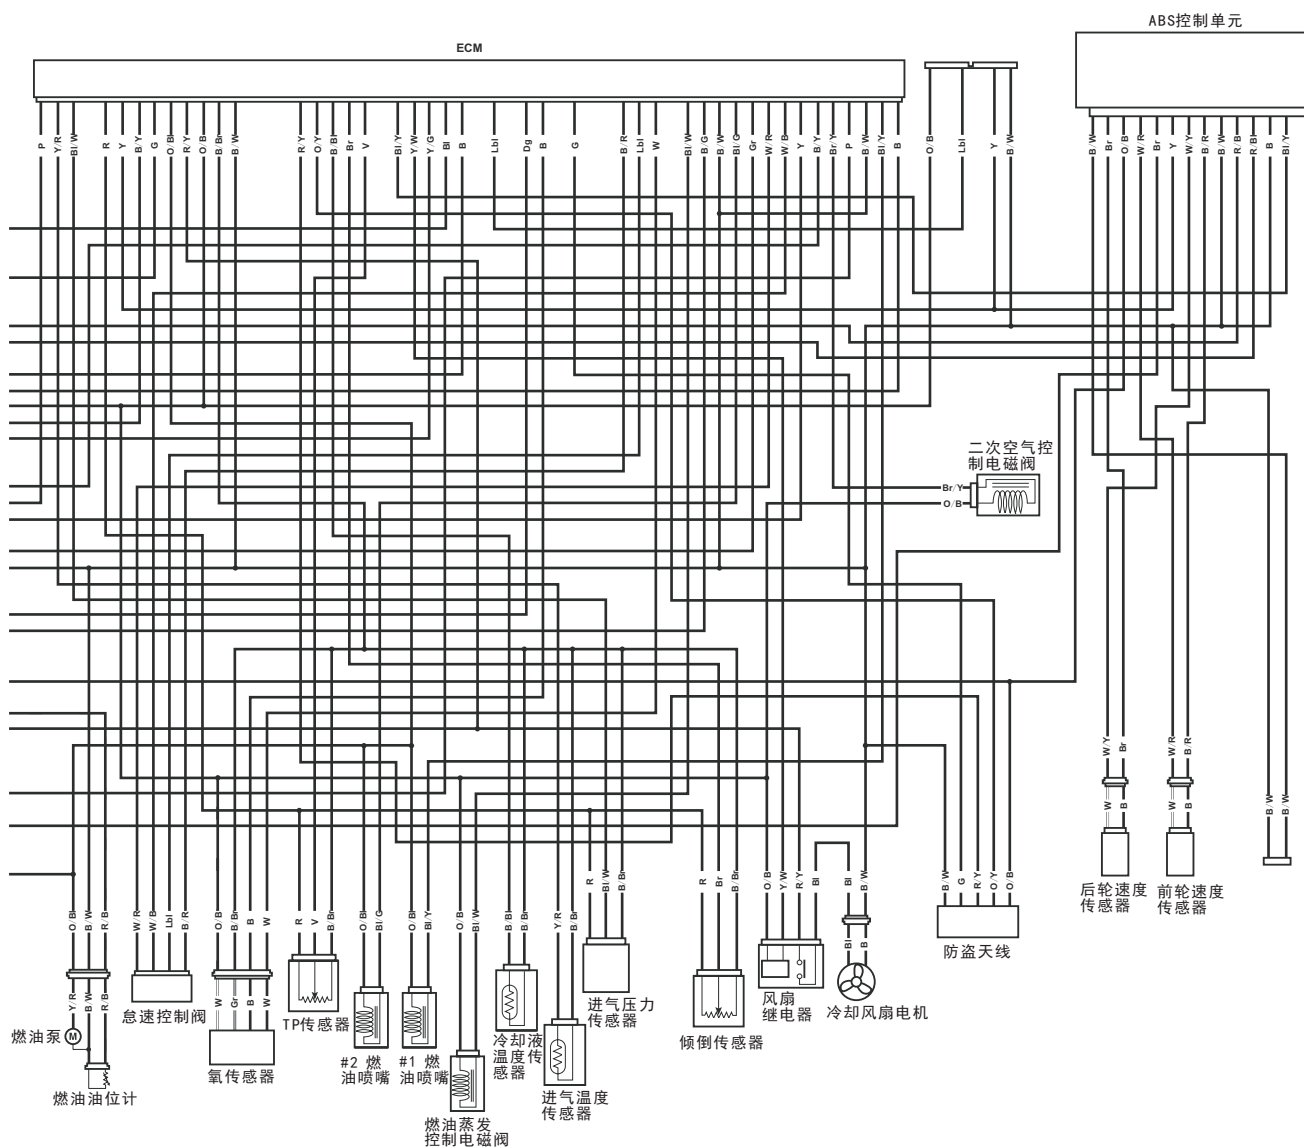 ABS控制单元
ECM
P Y/R Bl/W R Y B/Y G O/Bl R/Y O/B B/Br B/W R/Y O/Y B/Bl Br V Bl/Y Y/W Y/G Bl B Lbl Dg B G B/R Lbl W Bl/W B/G B/W Bl/G Gr W/R W/B Y B/Y Br/Y P B/W Bl/Y B O/B Lbl Y B/W B/W Br O/B W/R Br Y W/Y B/R B/W R/B R/Bl B Bl/Y
二次空气控
制电磁阀
Br/Y
O/B
W/Y Br W/R B/R
W B W B
B/W B/W
后轮速度
传感器
前轮速度
传感器
R Bl/W B/Br R Br B/Br O/B Y/W R/Y Bl Bl B/W B/W G R/Y O/Y O/B
O/Bl B/W R/B W/R W/B Lbl B/R O/B B/Br B W R V B/Br O/Bl Bl/G O/Bl Bl/Y O/B Bl/W B/Bl B/Br Y/R B/Br
Bl B
防盗天线
Y/R B/W R/B
W Gr B W
燃油泵
M
怠速控制阀
TP传感器
进气压力
传感器
风扇
继电器
冷却风扇电机
倾倒传感器
冷却液
温度传
感器
#2 燃
油喷嘴
#1 燃
油喷嘴
氧传感器
燃油油位计
进气温度
传感器
燃油蒸发
控制电磁阀